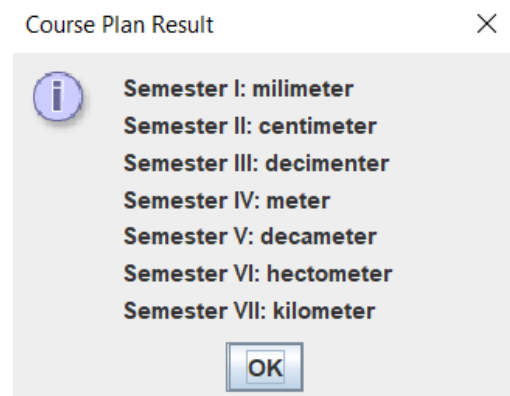 Course Plan Result
Semester I: milimeter
Semester II: centimeter
Semester III: decimenter
Semester IV: meter
Semester V: decameter
Semester VI: hectometer
Semester VII: kilometer
OK